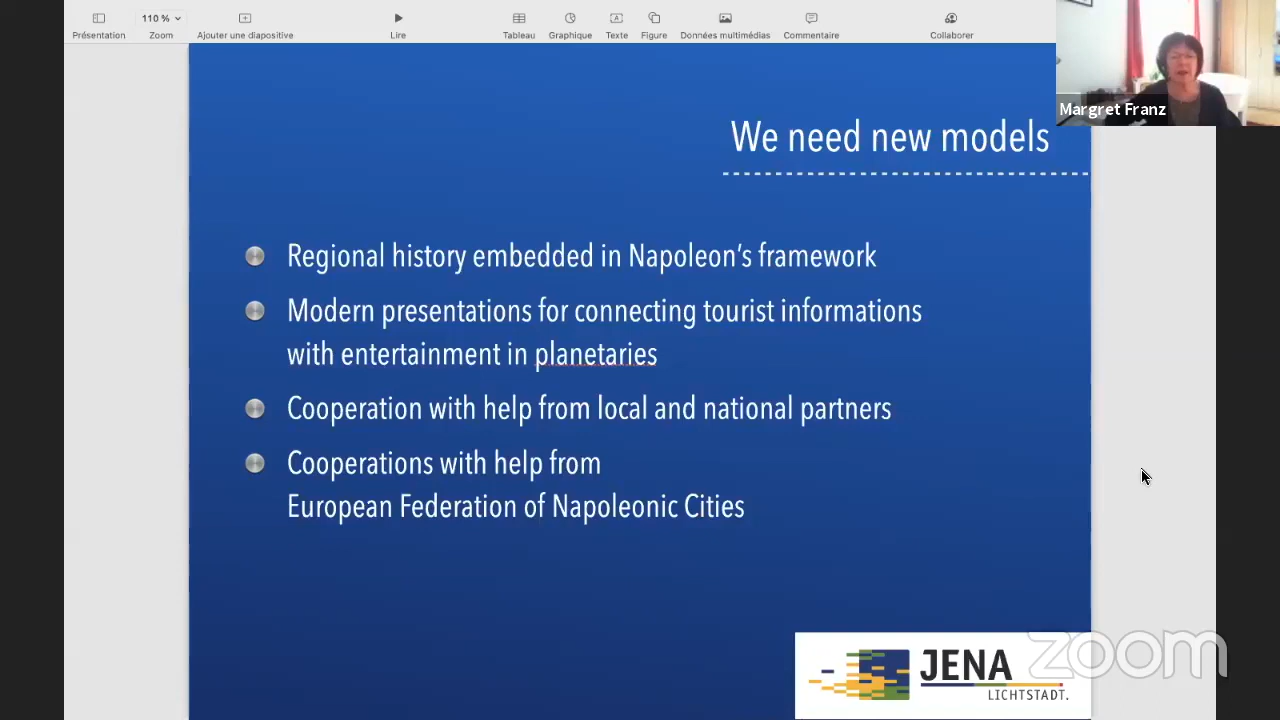 Présentation
110 %
Zoom
Ajouter une diapositive
Lire
Tableau
Graphique
Texte
Figure
Données multimédias
Commentaire
Collaborer
Margret Franz
We need new models
Regional history embedded in Napoleon's framework
Modern presentations for connecting tourist informations
with entertainment in planetaries
Cooperation with help from local and national partners
Cooperations with help from
European Federation of Napoleonic Cities
JENA
LICHTSTADT.
zoom